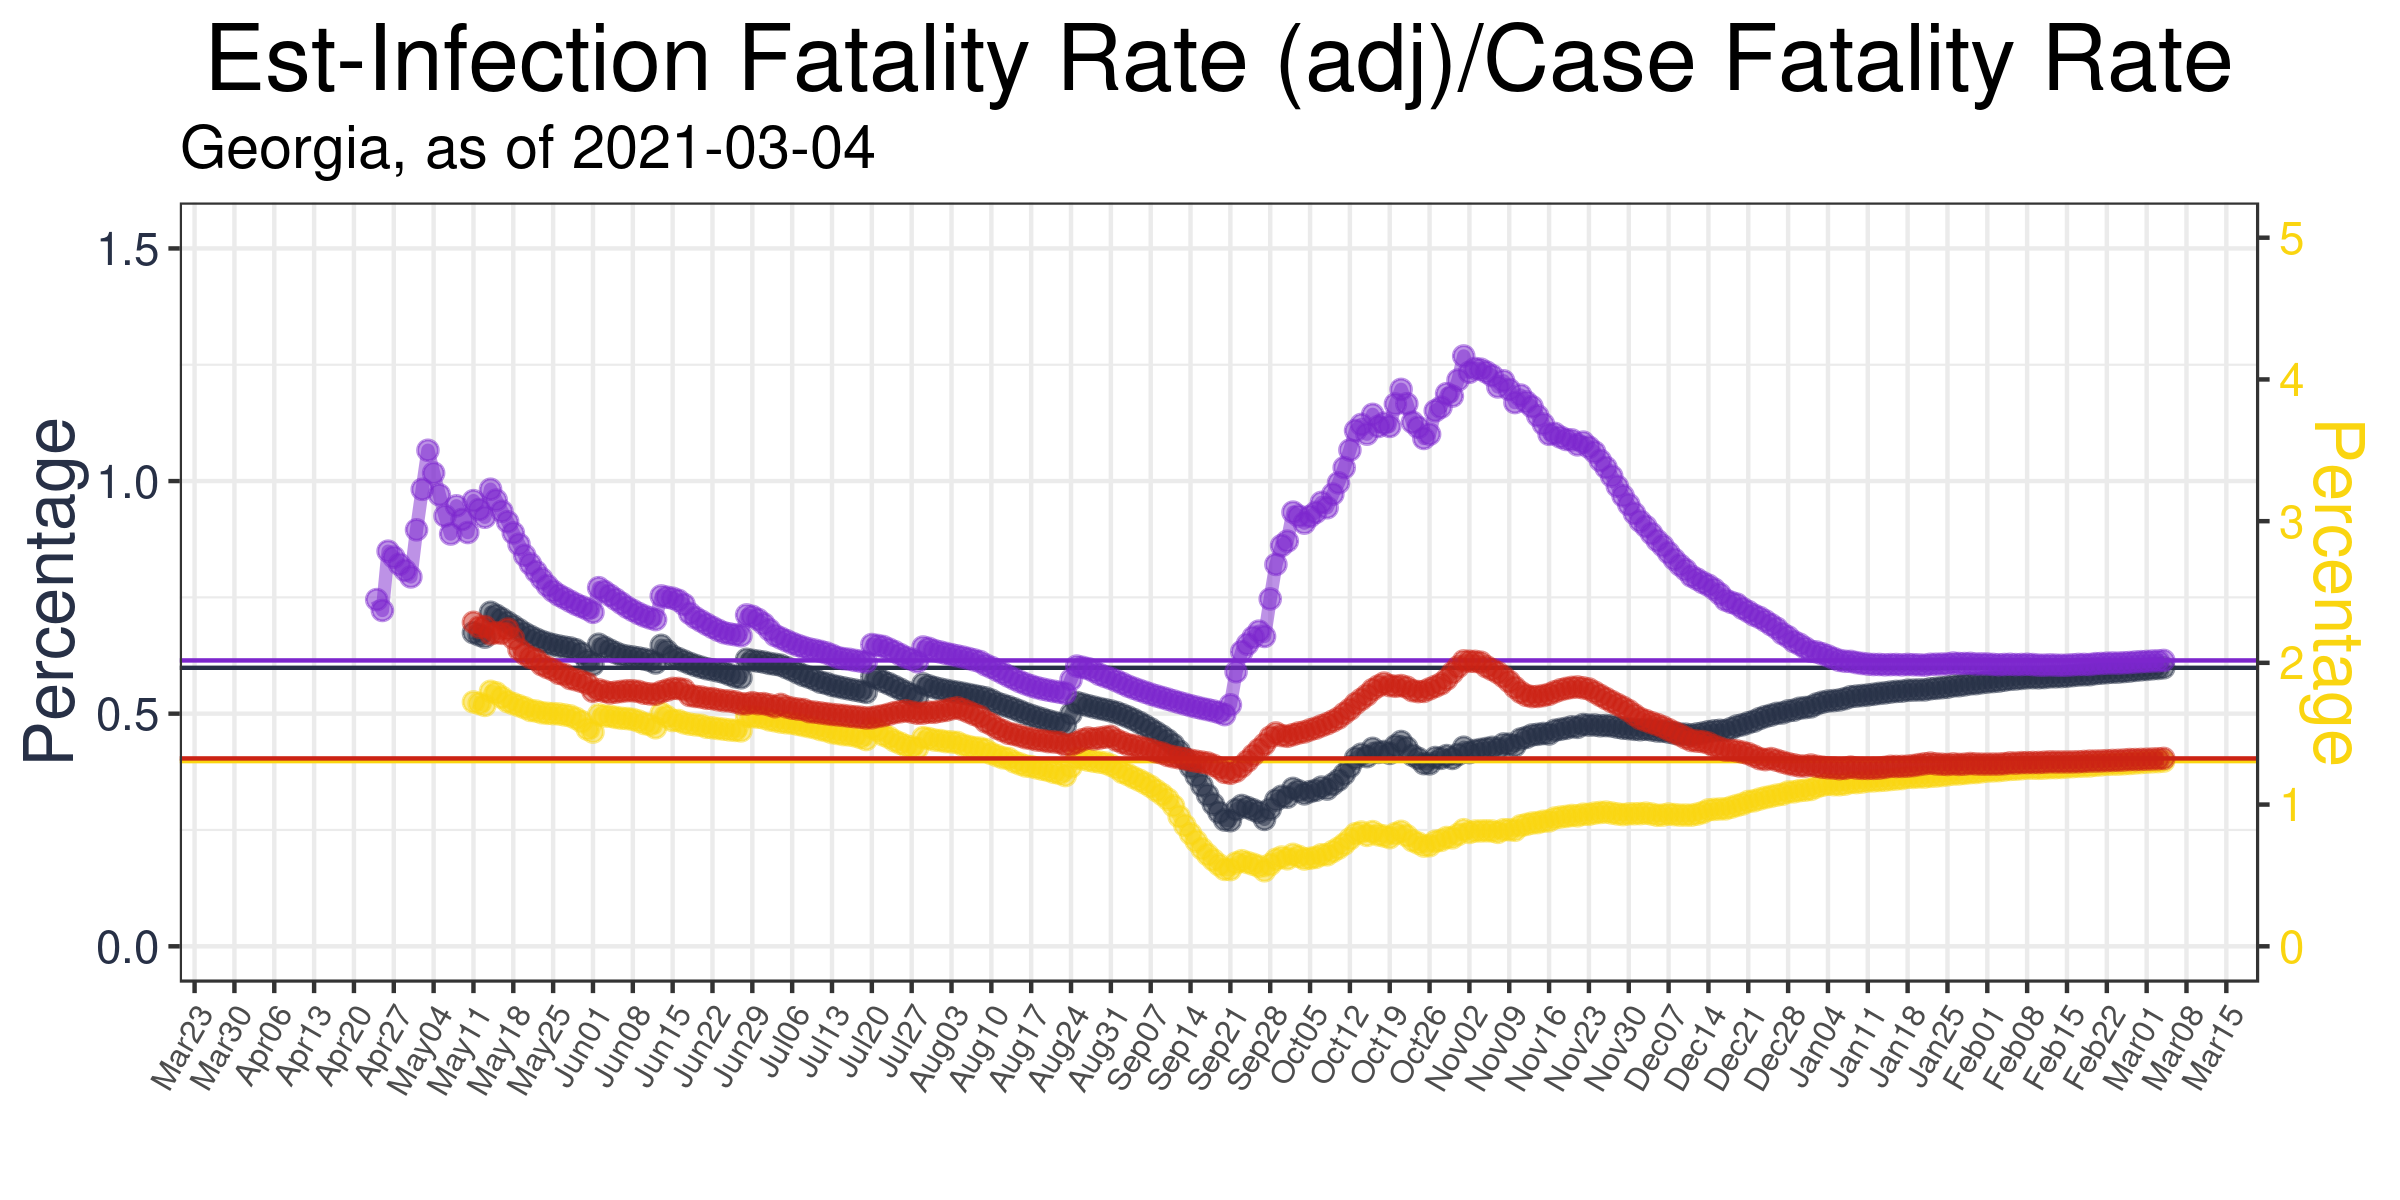 Est-Infection Fatality Rate (adj)/Case Fatality Rate
Georgia, as of 2021-03-04
Percentage
1.5
1.0
0.5
0.0
5
4
3
2
1
0
Percentage
Mar23
Mar30
Apr06
Apr13
Apr20
Apr27
May04
May11
May18
May25
Jun01
Jun08
Jun15
Jun22
Jun29
Jul06
Jul13
Jul20
Jul27
Aug03
Aug10
Aug17
Aug24
Aug31
Sep07
Sep14
Sep21
Sep28
Oct05
Oct12
Oct19
Oct26
Nov02
Nov09
Nov16
Nov23
Nov30
Dec07
Dec14
Dec21
Dec28
Jan04
Jan11
Jan18
Jan25
Feb01
Feb08
Feb15
Feb22
Mar01
Mar08
Mar15